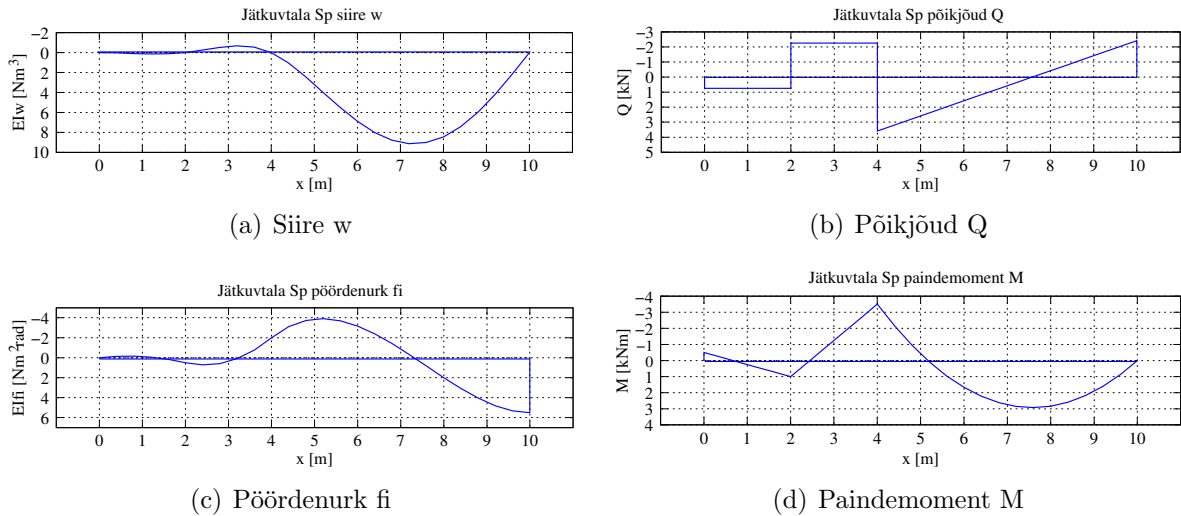 Jätkuvtala Sp siire w
−2
0
2
4
6
8
10
EIw [Nm³]
0 1 2 3 4 5 6 7 8 9 10
x [m]
(a) Siire w
Jätkuvtala Sp põikjõud Q
−3
−2
−1
0
1
2
3
4
5
Q [kN]
0 1 2 3 4 5 6 7 8 9 10
x [m]
(b) Põikjõud Q
Jätkuvtala Sp pöördenurk fi
−4
−2
0
2
4
6
EIfi [Nm²rad]
0 1 2 3 4 5 6 7 8 9 10
x [m]
(c) Pöördenurk fi
Jätkuvtala Sp paindemoment M
−4
−3
−2
−1
0
1
2
3
4
M [kNm]
0 1 2 3 4 5 6 7 8 9 10
x [m]
(d) Paindemoment M